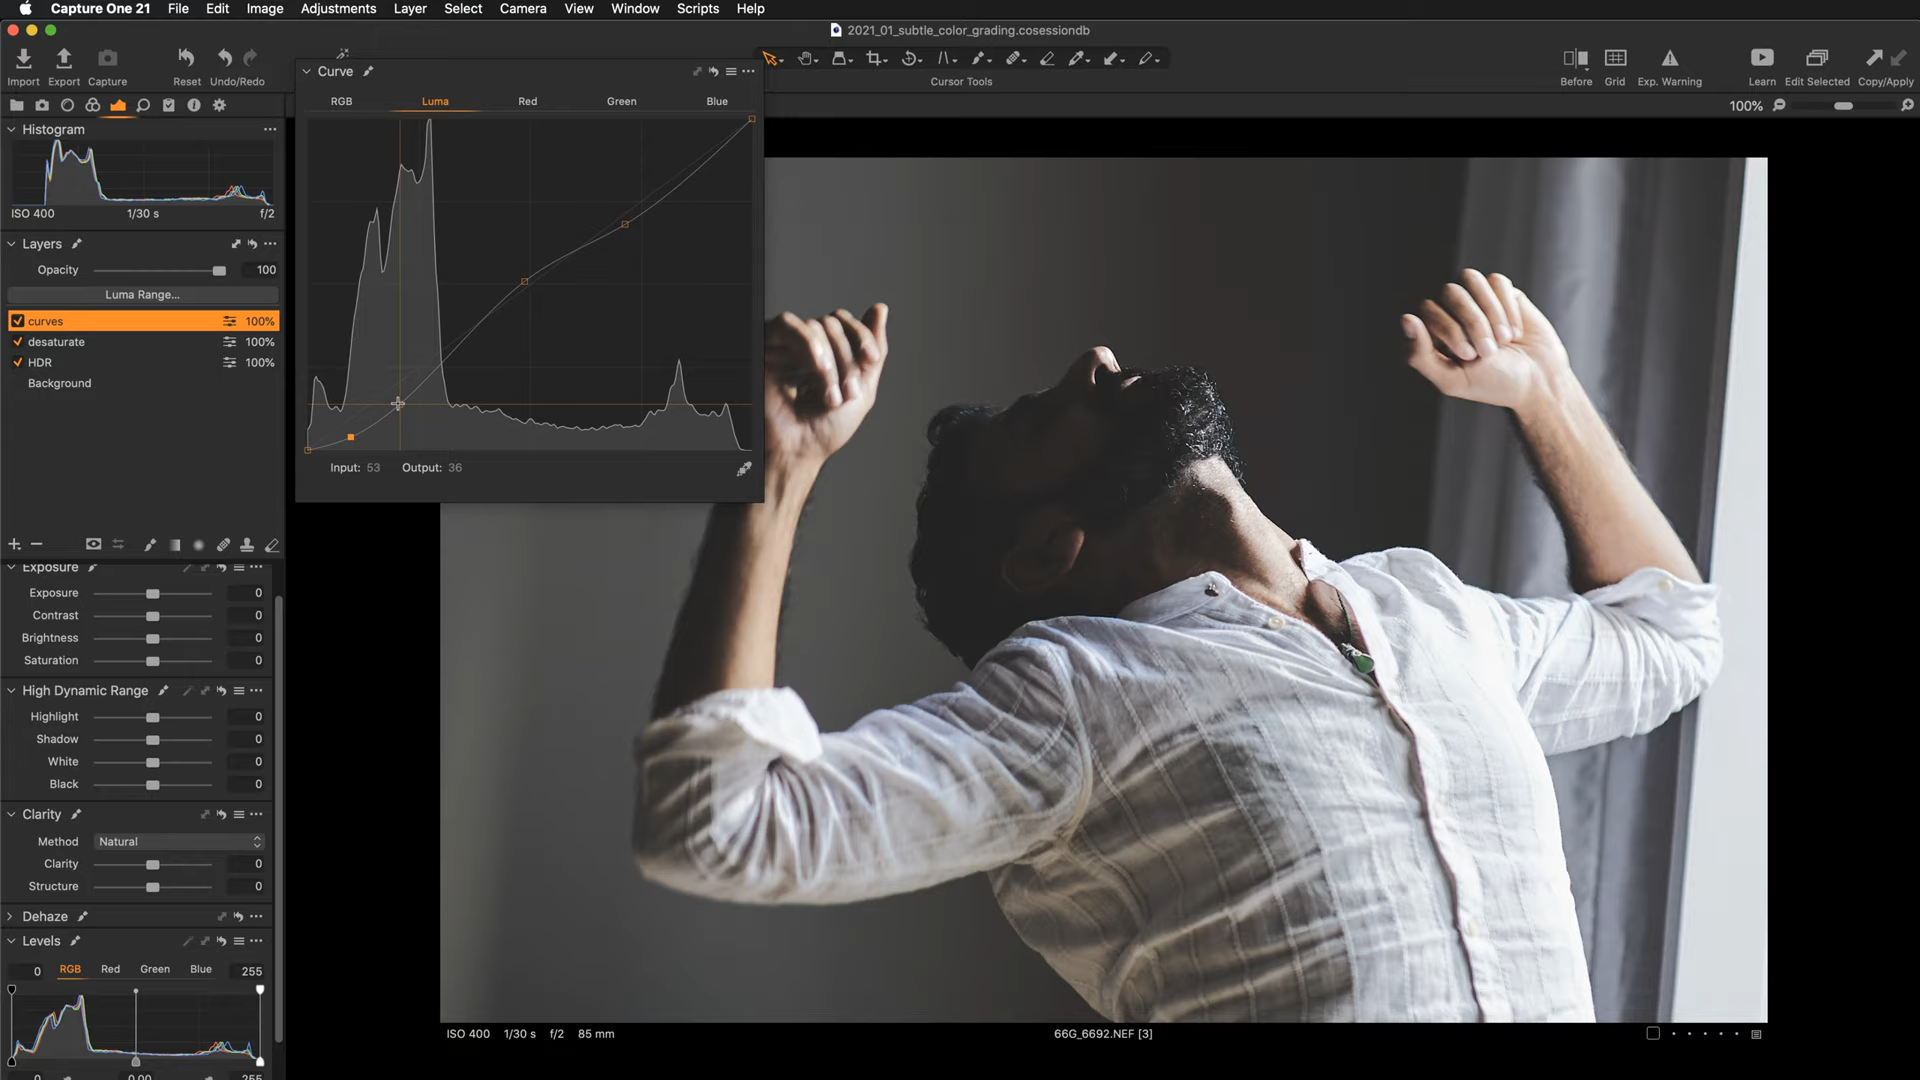 Capture One 21 File Edit Image Adjustments Layer Select Camera View Window Scripts Help
2021_01_subtle_color_grading.cosessiondb
Import Export Capture Reset Undo/Redo Cursor Tools Before Grid Exp. Warning Learn Edit Selected Copy/Apply
100%
Curve
RGB Luma Red Green Blue
Input: 53 Output: 36
Histogram
ISO 400 1/30 s f/2
Layers
Opacity 100
Luma Range...
curves 100%
desaturate 100%
HDR 100%
Background
Exposure
Exposure 0
Contrast 0
Brightness 0
Saturation 0
High Dynamic Range
Highlight 0
Shadow 0
White 0
Black 0
Clarity
Method Natural
Clarity 0
Structure 0
Dehaze
Levels
0 RGB Red Green Blue 255
0 0.00 255
ISO 400 1/30 s f/2 85 mm 66G_6692.NEF [3]